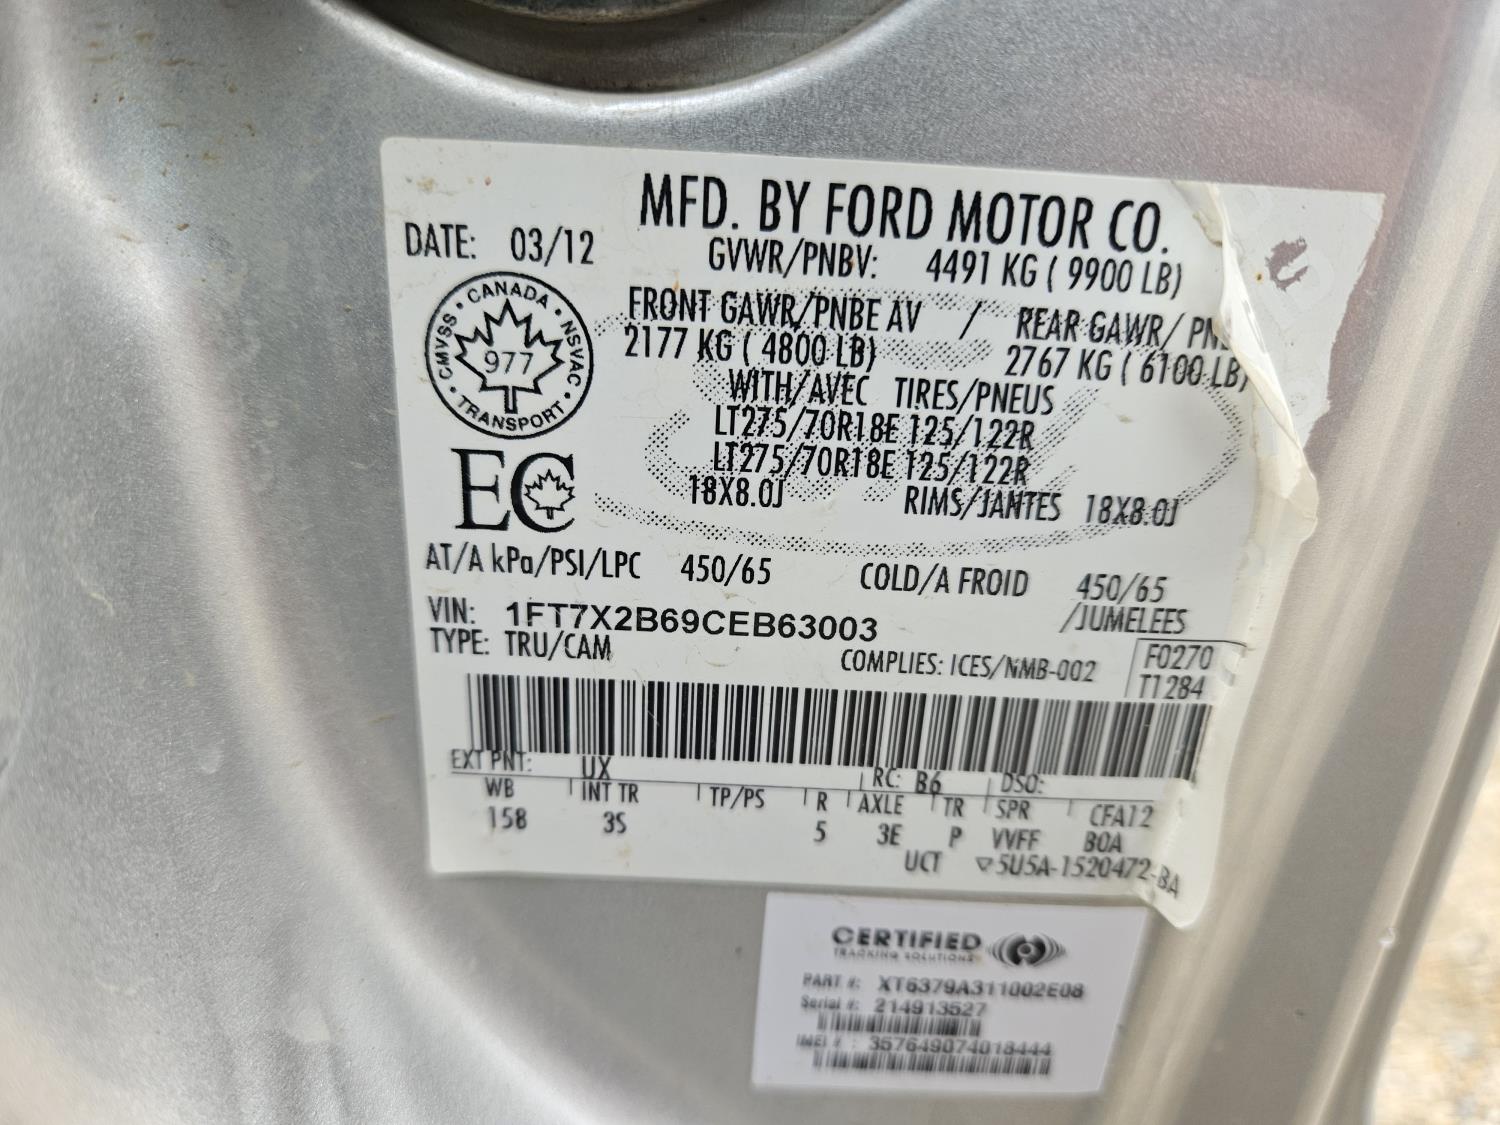 MFD. BY FORD MOTOR CO.
DATE: 03/12
GVWR/PNBV: 4491 KG ( 9900 LB)
FRONT GAWR/PNBE AV / REAR GAWR/
2177 KG ( 4800 LB) 2767 KG ( 6100 LB)
WITH/AVEC TIRES/PNEUS
LT275/70R18E 125/122R
LT275/70R18E 125/122R
18X8.0J RIMS/JANTES 18X8.0J
CMVSS • CANADA • NSVAC • TRANSPORT •
977
EC
AT/A kPa/PSI/LPC 450/65 COLD/A FROID 450/65
/JUMELEES
VIN: 1FT7X2B69CEB63003
TYPE: TRU/CAM
COMPLIES: ICES/NMB-002
F0270
T1284
EXT PNT: UX RC: B6 DSO:
WB INT TR TP/PS R AXLE TR SPR CFA12
158 3S 5 3E P VVFF BOA
UCT ▽5U5A-1520472-BA
CERTIFIED
TRACKING SOLUTIONS
PART #: XT6379A311002E08
Serial #: 214913527
IMEI # : 357649074018444